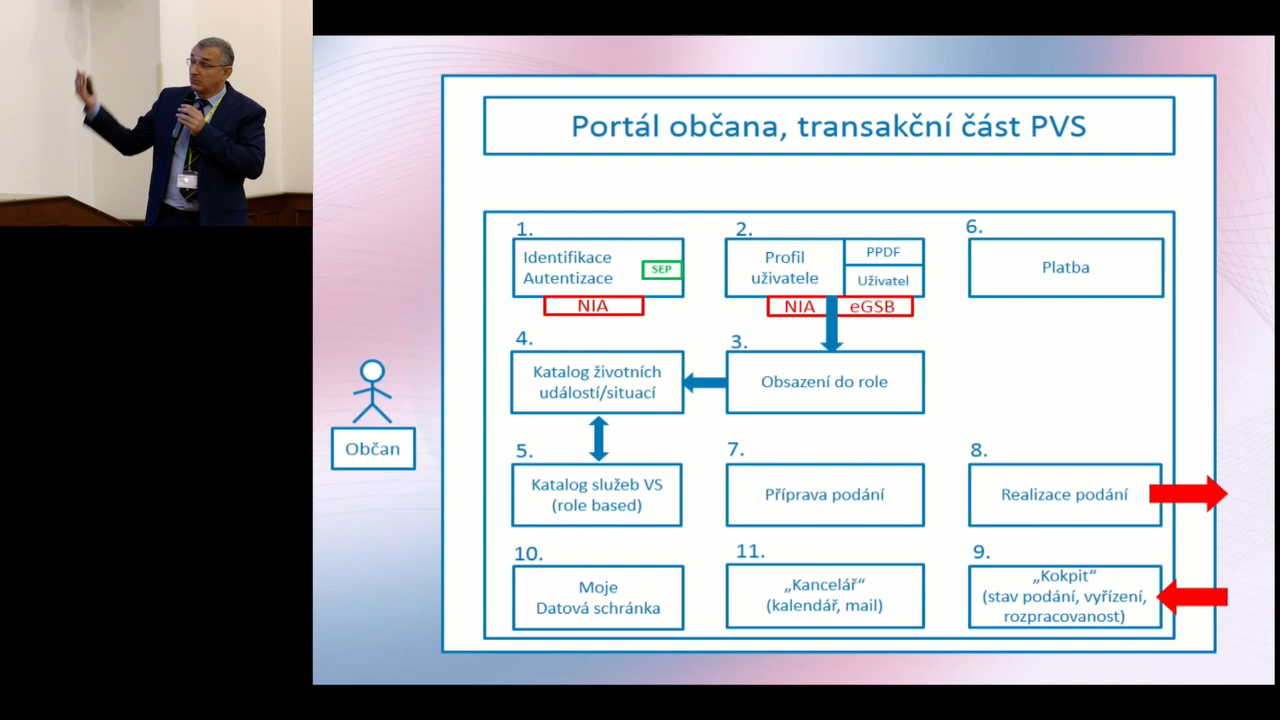 Portál občana, transakční část PVS
1.
Identifikace
Autentizace
SEP
NIA
2.
Profil
uživatele
PPDF
Uživatel
NIA
eGSB
6.
Platba
4.
Katalog životních
událostí/situací
3.
Obsazení do role
Občan
5.
Katalog služeb VS
(role based)
7.
Příprava podání
8.
Realizace podání
10.
Moje
Datová schránka
11.
„Kancelář“
(kalendář, mail)
9.
„Kokpit“
(stav podání, vyřízení,
rozpracovanost)